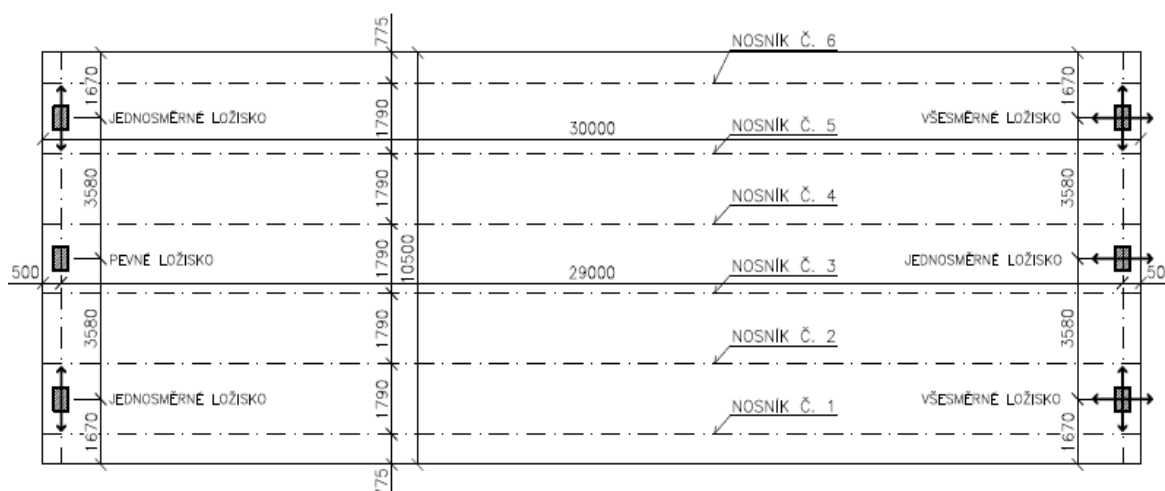 775
NOSNÍK Č. 6
1670
1670
JEDNOSMĚRNÉ LOŽISKO
1790
30000
VŠESMĚRNÉ LOŽISKO
NOSNÍK Č. 5
3580
1790
3580
NOSNÍK Č. 4
500
PEVNÉ LOŽISKO
1790
10500
29000
JEDNOSMĚRNÉ LOŽISKO
50
NOSNÍK Č. 3
3580
1790
3580
NOSNÍK Č. 2
JEDNOSMĚRNÉ LOŽISKO
1790
VŠESMĚRNÉ LOŽISKO
NOSNÍK Č. 1
1670
1670
775